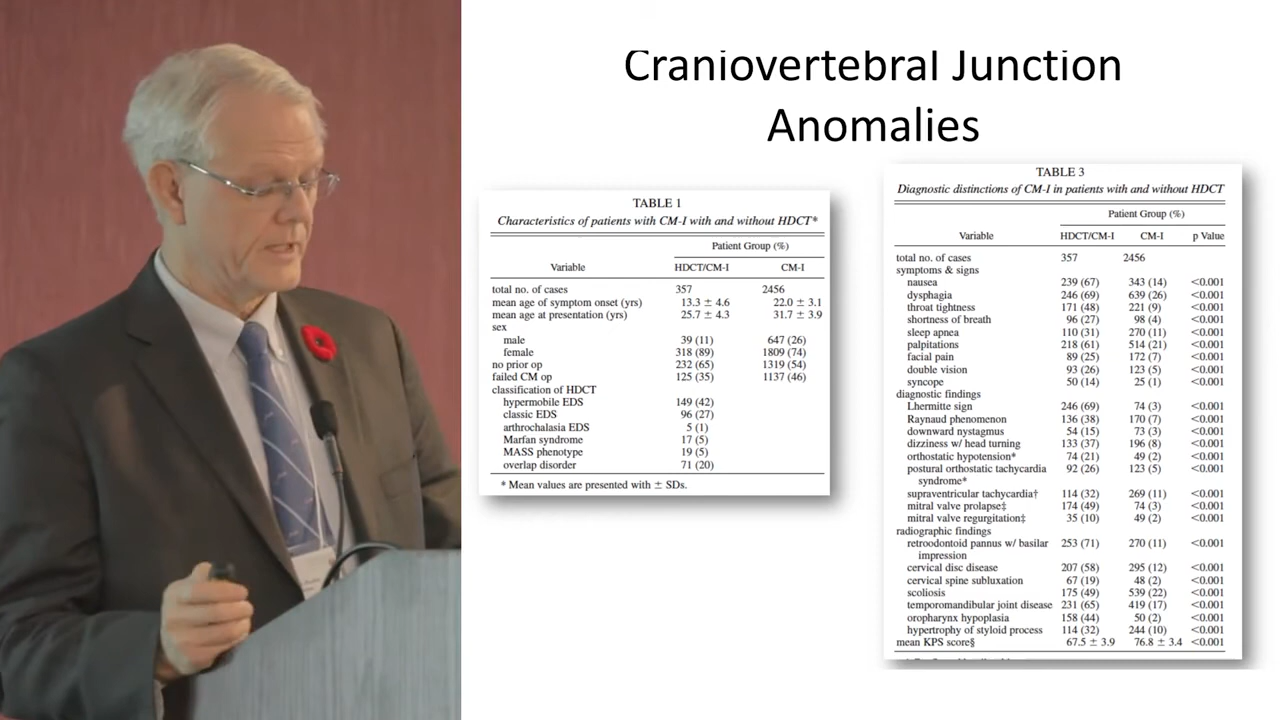 Craniovertebral Junction
Anomalies
TABLE 1
Characteristics of patients with CM-I with and without HDCT*
Patient Group (%)
Variable HDCT/CM-I CM-I
total no. of cases 357 2456
mean age of symptom onset (yrs) 13.3 ± 4.6 22.0 ± 3.1
mean age at presentation (yrs) 25.7 ± 4.3 31.7 ± 3.9
sex
male 39 (11) 647 (26)
female 318 (89) 1809 (74)
no prior op 232 (65) 1319 (54)
failed CM op 125 (35) 1137 (46)
classification of HDCT
hypermobile EDS 149 (42)
classic EDS 96 (27)
arthrochalasia EDS 5 (1)
Marfan syndrome 17 (5)
MASS phenotype 19 (5)
overlap disorder 71 (20)
* Mean values are presented with ± SDs.
TABLE 3
Diagnostic distinctions of CM-I in patients with and without HDCT
Patient Group (%)
Variable HDCT/CM-I CM-I p Value
total no. of cases 357 2456
symptoms & signs
nausea 239 (67) 343 (14) <0.001
dysphagia 246 (69) 639 (26) <0.001
throat tightness 171 (48) 221 (9) <0.001
shortness of breath 96 (27) 98 (4) <0.001
sleep apnea 110 (31) 270 (11) <0.001
palpitations 218 (61) 514 (21) <0.001
facial pain 89 (25) 172 (7) <0.001
double vision 93 (26) 123 (5) <0.001
syncope 50 (14) 25 (1) <0.001
diagnostic findings
Lhermitte sign 246 (69) 74 (3) <0.001
Raynaud phenomenon 136 (38) 170 (7) <0.001
downward nystagmus 54 (15) 73 (3) <0.001
dizziness w/ head turning 133 (37) 196 (8) <0.001
orthostatic hypotension* 74 (21) 49 (2) <0.001
postural orthostatic tachycardia 92 (26) 123 (5) <0.001
syndrome*
supraventricular tachycardia† 114 (32) 269 (11) <0.001
mitral valve prolapse‡ 174 (49) 74 (3) <0.001
mitral valve regurgitation‡ 35 (10) 49 (2) <0.001
radiographic findings
retroodontoid pannus w/ basilar 253 (71) 270 (11) <0.001
impression
cervical disc disease 207 (58) 295 (12) <0.001
cervical spine subluxation 67 (19) 48 (2) <0.001
scoliosis 175 (49) 539 (22) <0.001
temporomandibular joint disease 231 (65) 419 (17) <0.001
oropharynx hypoplasia 158 (44) 50 (2) <0.001
hypertrophy of styloid process 114 (32) 244 (10) <0.001
mean KPS score§ 67.5 ± 3.9 76.8 ± 3.4 <0.001